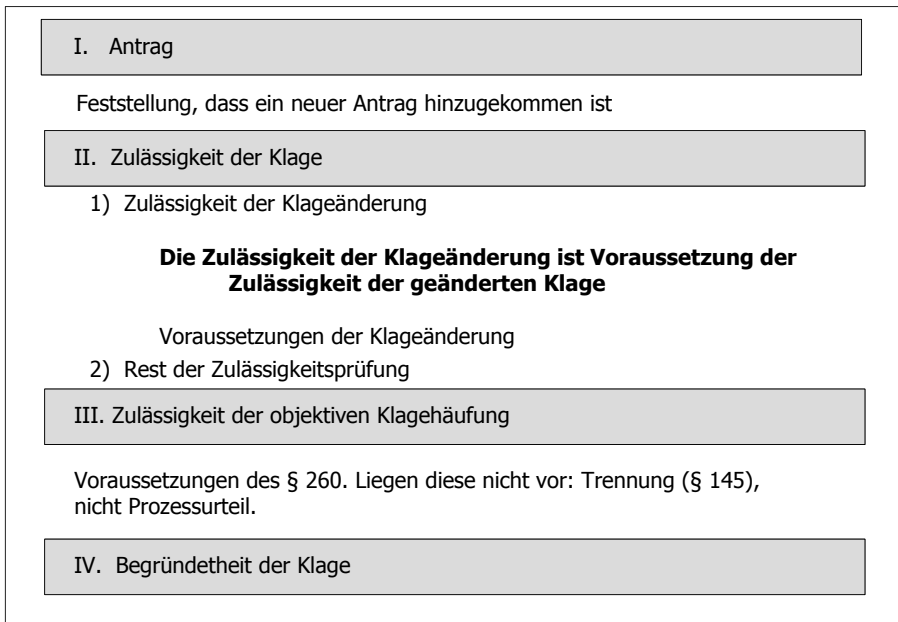 I. Antrag
Feststellung, dass ein neuer Antrag hinzugekommen ist
II. Zulässigkeit der Klage
1) Zulässigkeit der Klageänderung
Die Zulässigkeit der Klageänderung ist Voraussetzung der
Zulässigkeit der geänderten Klage
Voraussetzungen der Klageänderung
2) Rest der Zulässigkeitsprüfung
III. Zulässigkeit der objektiven Klagehäufung
Voraussetzungen des § 260. Liegen diese nicht vor: Trennung (§ 145),
nicht Prozessurteil.
IV. Begründetheit der Klage